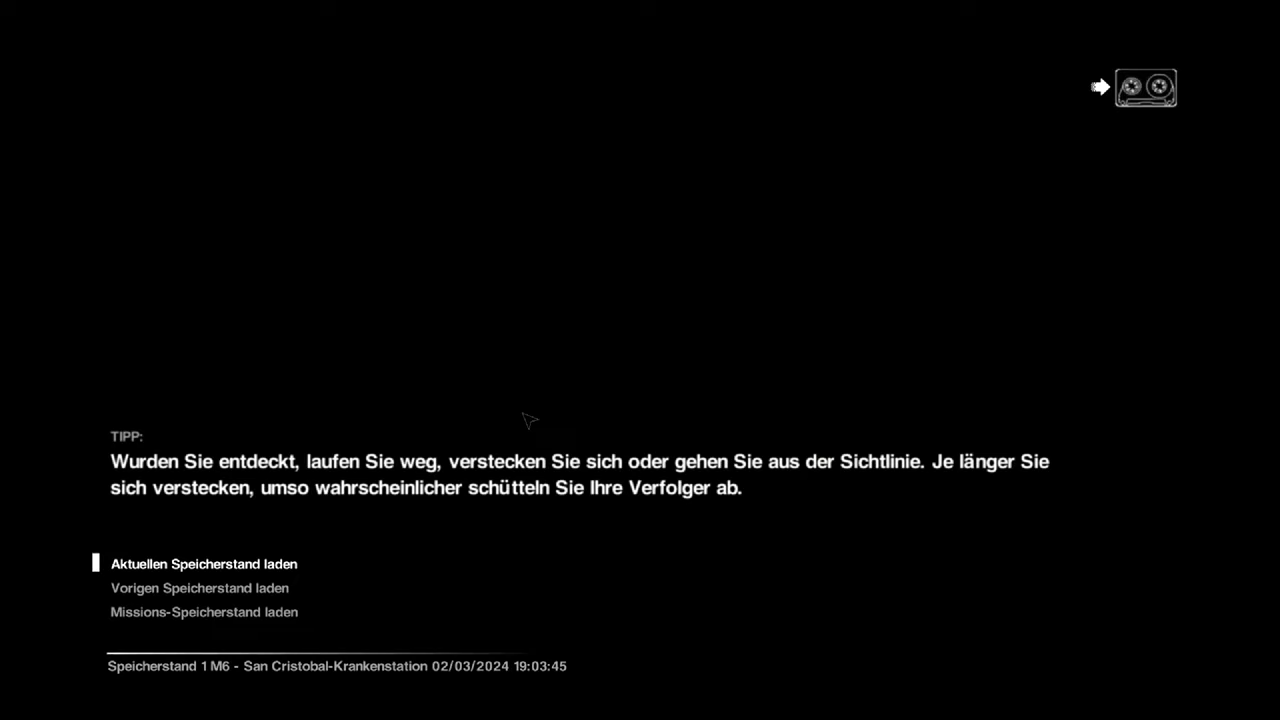 TIPP:
Wurden Sie entdeckt, laufen Sie weg, verstecken Sie sich oder gehen Sie aus der Sichtlinie. Je länger Sie
sich verstecken, umso wahrscheinlicher schütteln Sie Ihre Verfolger ab.
Aktuellen Speicherstand laden
Vorigen Speicherstand laden
Missions-Speicherstand laden
Speicherstand 1 M6 - San Cristobal-Krankenstation 02/03/2024 19:03:45